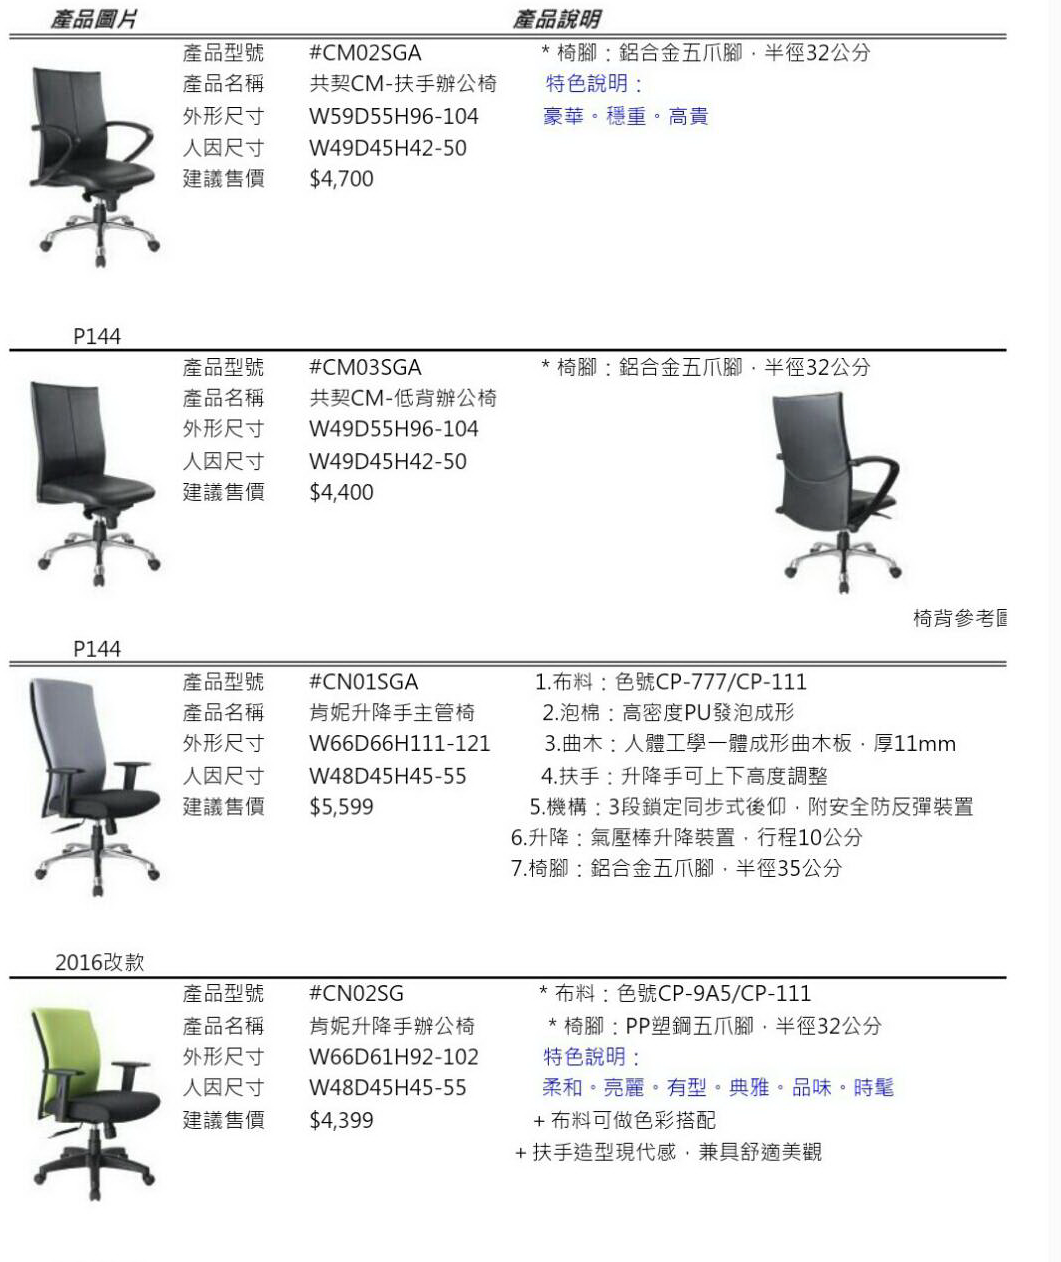 產品圖片 產品說明
產品型號 #CM02SGA * 椅腳：鋁合金五爪腳，半徑32公分
產品名稱 共契CM-扶手辦公椅 特色說明：
外形尺寸 W59D55H96-104 豪華。穩重。高貴
人因尺寸 W49D45H42-50
建議售價 $4,700
P144
產品型號 #CM03SGA * 椅腳：鋁合金五爪腳，半徑32公分
產品名稱 共契CM-低背辦公椅
外形尺寸 W49D55H96-104
人因尺寸 W49D45H42-50
建議售價 $4,400
椅背參考圖
P144
產品型號 #CN01SGA 1.布料：色號CP-777/CP-111
產品名稱 肯妮升降手主管椅 2.泡棉：高密度PU發泡成形
外形尺寸 W66D66H111-121 3.曲木：人體工學一體成形曲木板，厚11mm
人因尺寸 W48D45H45-55 4.扶手：升降手可上下高度調整
建議售價 $5,599 5.機構：3段鎖定同步式後仰，附安全防反彈裝置
6.升降：氣壓棒升降裝置，行程10公分
7.椅腳：鋁合金五爪腳，半徑35公分
2016改款
產品型號 #CN02SG * 布料：色號CP-9A5/CP-111
產品名稱 肯妮升降手辦公椅 * 椅腳：PP塑鋼五爪腳，半徑32公分
外形尺寸 W66D61H92-102 特色說明：
人因尺寸 W48D45H45-55 柔和。亮麗。有型。典雅。品味。時髦
建議售價 $4,399 + 布料可做色彩搭配
+ 扶手造型現代感，兼具舒適美觀